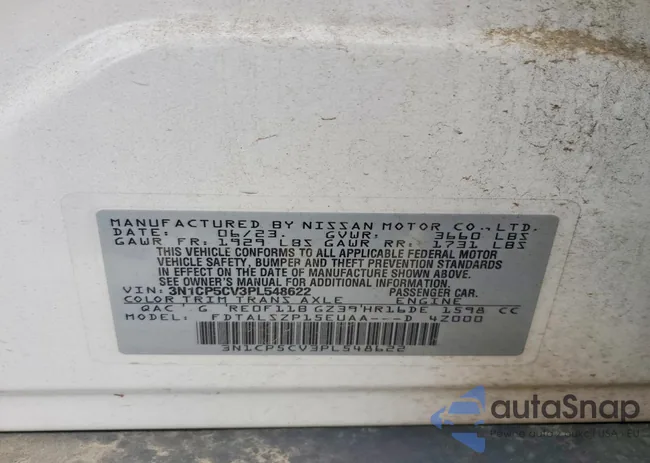 MANUFACTURED BY NISSAN MOTOR CO., LTD.
DATE: 06/23. GVWR: 3660 LBS
GAWR FR: 1929 LBS GAWR RR: 1731 LBS
THIS VEHICLE CONFORMS TO ALL APPLICABLE FEDERAL MOTOR
VEHICLE SAFETY, BUMPER AND THEFT PREVENTION STANDARDS
IN EFFECT ON THE DATE OF MANUFACTURE SHOWN ABOVE.
SEE OWNER'S MANUAL FOR ADDITIONAL INFORMATION.
VIN: 3N1CP5CV3PL548622 PASSENGER CAR.
COLOR TRIM TRANS AXLE ENGINE
QAC G RE0F11B GZ39 HR16DE 1598 CC
MODEL: FDTALSZP15EUAA---D 4Z000
3N1CP5CV3PL548622
autoSnap